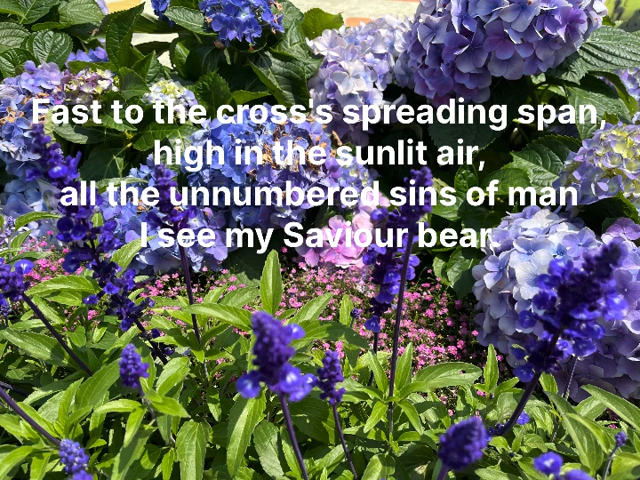 Fast to the cross's spreading span,
high in the sunlit air,
all the unnumbered sins of man
I see my Saviour bear.